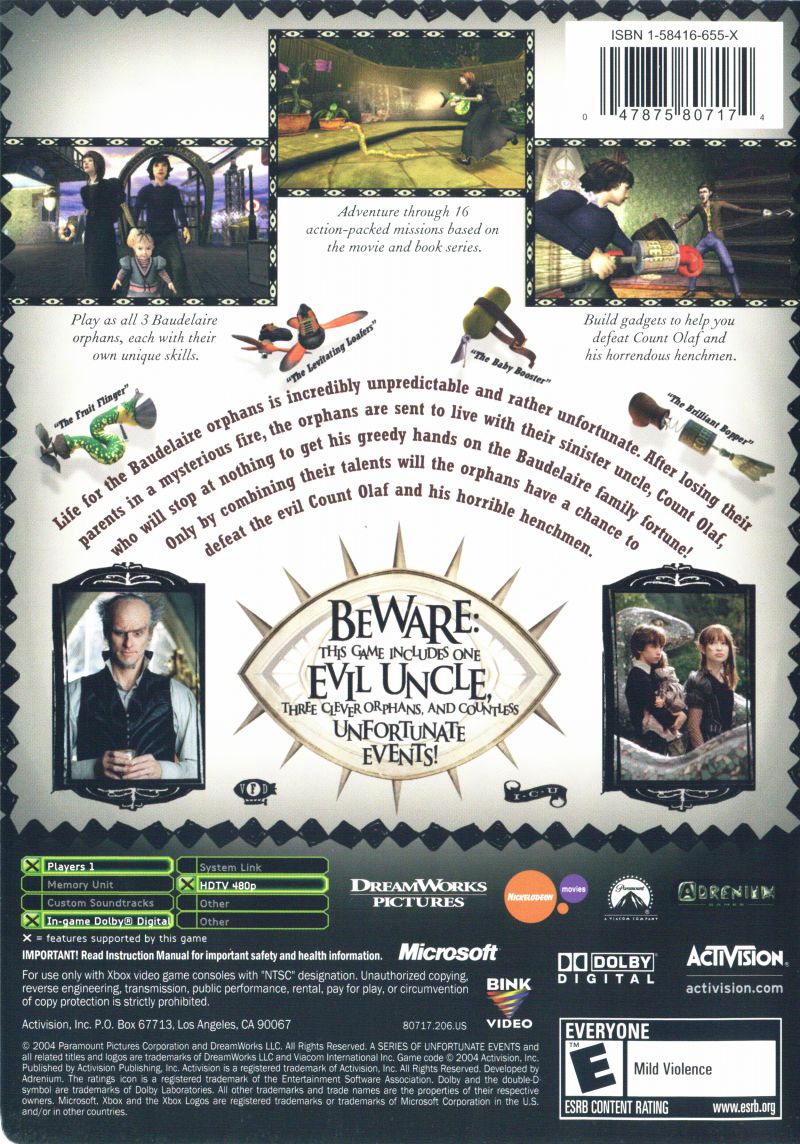 ISBN 1-58416-655-X
0 47875 80717 4
Adventure through 16
action-packed missions based on
the movie and book series.
Play as all 3 Baudelaire
orphans, each with their
own unique skills.
Build gadgets to help you
defeat Count Olaf and
his horrendous henchmen.
"The Levitating Loafers"
"The Baby Booster"
"The Fruit Flinger"
"The Brilliant Bopper"
Life for the Baudelaire orphans is incredibly unpredictable and rather unfortunate. After losing their
parents in a mysterious fire, the orphans are sent to live with their sinister uncle, Count Olaf,
who will stop at nothing to get his greedy hands on the Baudelaire family fortune!
Only by combining their talents will the orphans have a chance to
defeat the evil Count Olaf and his horrible henchmen.
BEWARE:
THIS GAME INCLUDES ONE
EVIL UNCLE,
THREE CLEVER ORPHANS, AND COUNTLESS
UNFORTUNATE
EVENTS!
VFD
I·C·U
Players 1
System Link
Memory Unit
HDTV 480p
Custom Soundtracks
Other
In-game Dolby® Digital
Other
X = features supported by this game
DREAMWORKS
PICTURES
NICKELODEON
movies
Paramount
A VIACOM COMPANY
ADRENIUM
GAMES
IMPORTANT! Read Instruction Manual for important safety and health information.
Microsoft
For use only with Xbox video game consoles with "NTSC" designation. Unauthorized copying,
reverse engineering, transmission, public performance, rental, pay for play, or circumvention
of copy protection is strictly prohibited.
BINK
VIDEO
DOLBY
DIGITAL
ACTIVISION®
activision.com
Activision, Inc. P.O. Box 67713, Los Angeles, CA 90067
80717.206.US
© 2004 Paramount Pictures Corporation and DreamWorks LLC. All Rights Reserved. A SERIES OF UNFORTUNATE EVENTS and
all related titles and logos are trademarks of DreamWorks LLC and Viacom International Inc. Game code © 2004 Activision, Inc.
Published by Activision Publishing, Inc. Activision is a registered trademark of Activision, Inc. All Rights Reserved. Developed by
Adrenium. The ratings icon is a registered trademark of the Entertainment Software Association. Dolby and the double-D
symbol are trademarks of Dolby Laboratories. All other trademarks and trade names are the properties of their respective
owners. Microsoft, Xbox and the Xbox Logos are registered trademarks or trademarks of Microsoft Corporation in the U.S.
and/or in other countries.
EVERYONE
E
TM
Mild Violence
ESRB CONTENT RATING
www.esrb.org